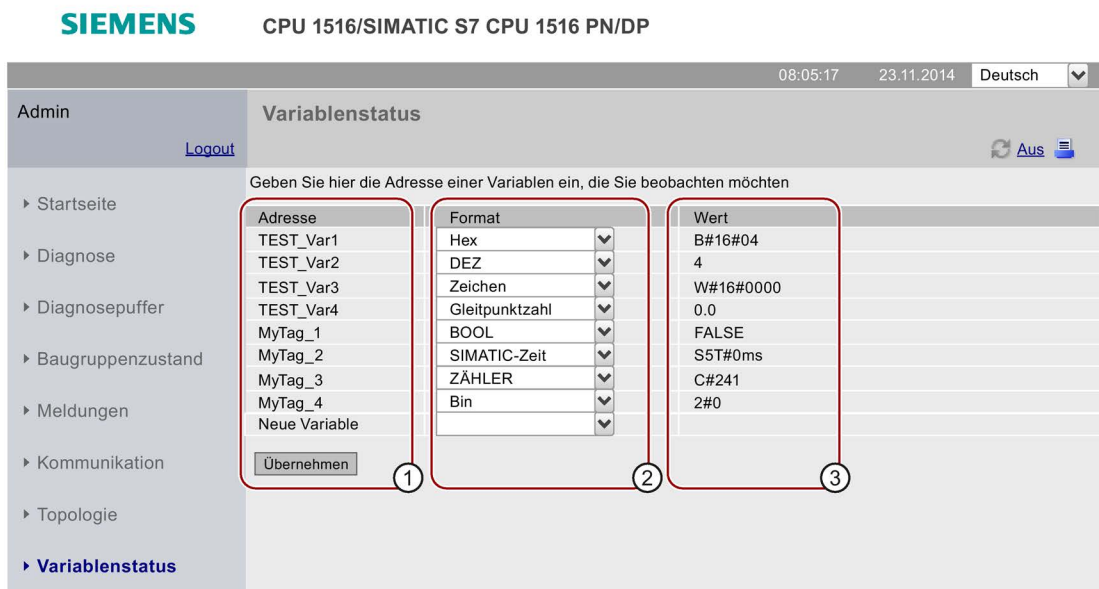 SIEMENS CPU 1516/SIMATIC S7 CPU 1516 PN/DP
08:05:17 23.11.2014 Deutsch
Admin Variablenstatus
Logout Aus
Geben Sie hier die Adresse einer Variablen ein, die Sie beobachten möchten
Startseite
Diagnose
Diagnosepuffer
Baugruppenzustand
Meldungen
Kommunikation
Topologie
Variablenstatus
Adresse Format Wert
TEST_Var1 Hex B#16#04
TEST_Var2 DEZ 4
TEST_Var3 Zeichen W#16#0000
TEST_Var4 Gleitpunktzahl 0.0
MyTag_1 BOOL FALSE
MyTag_2 SIMATIC-Zeit S5T#0ms
MyTag_3 ZÄHLER C#241
MyTag_4 Bin 2#0
Neue Variable
Übernehmen
1 2 3